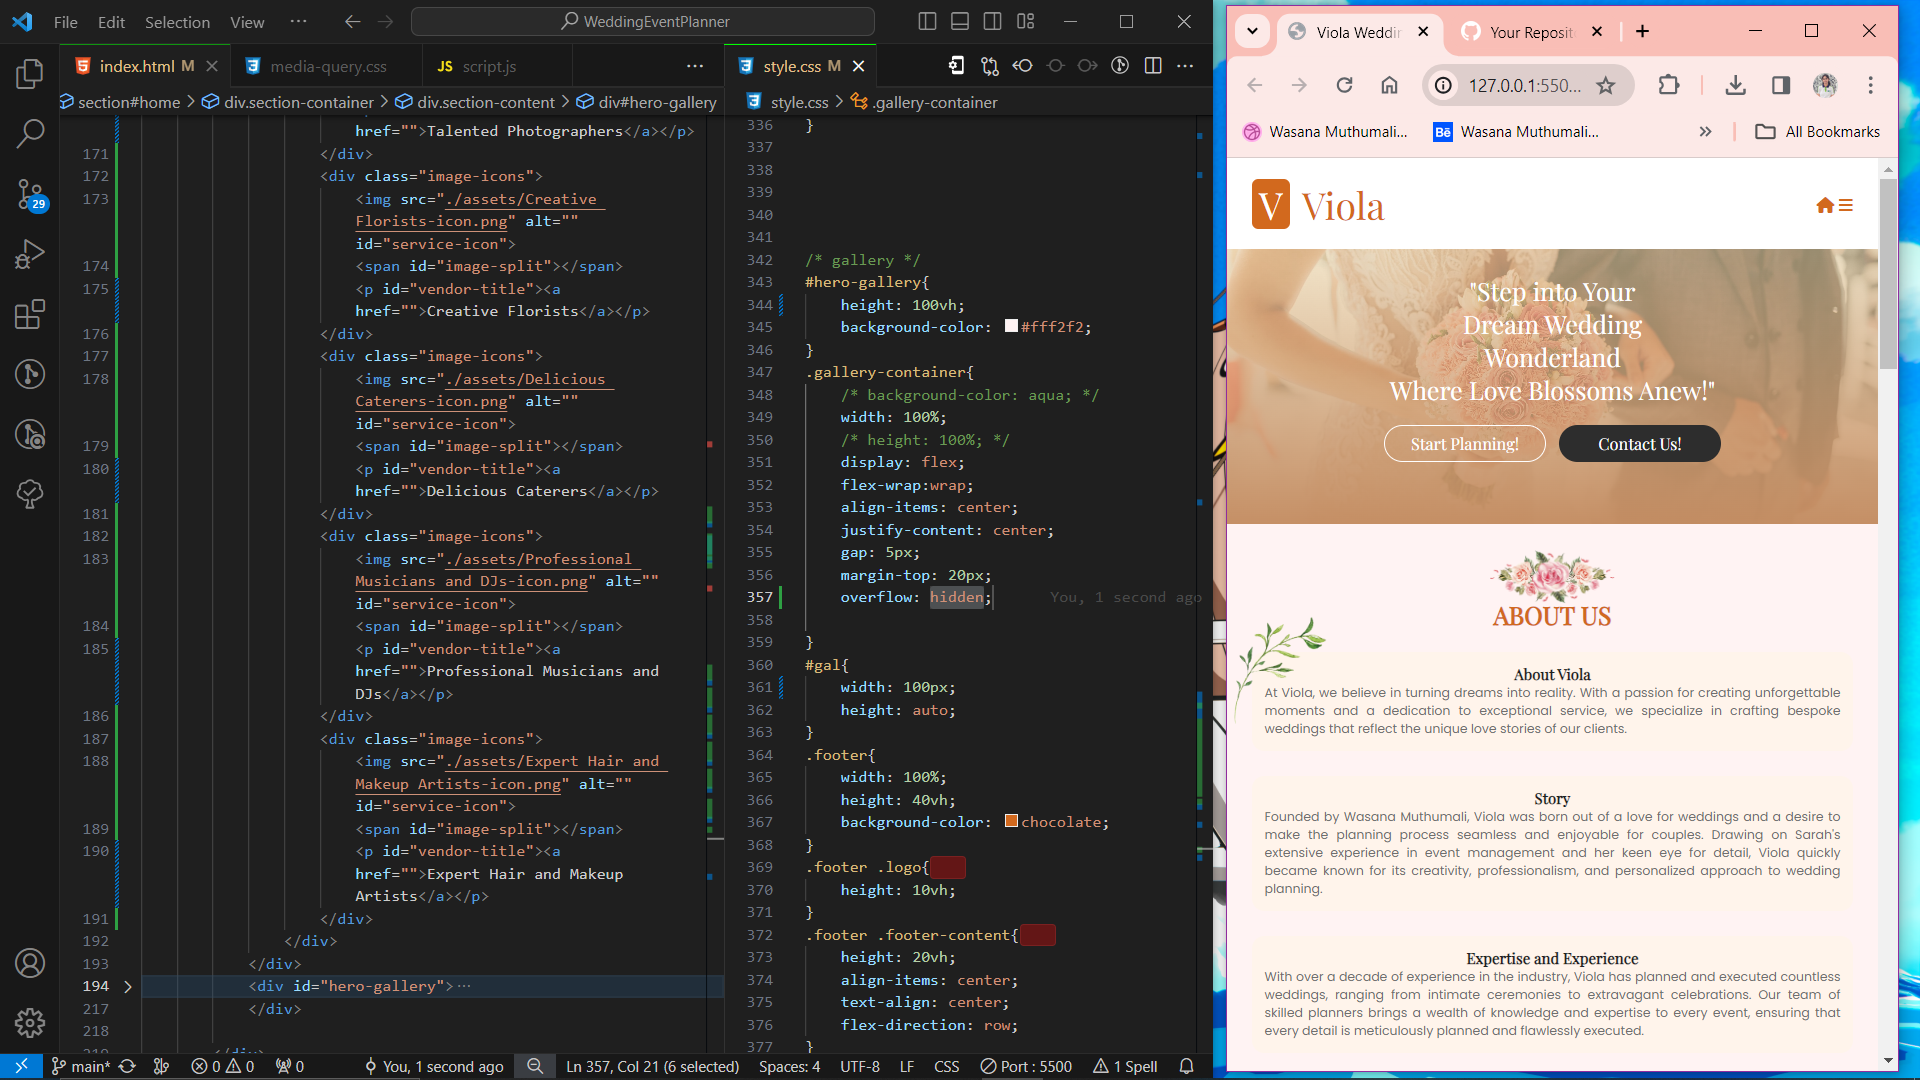 File Edit Selection View ··· WeddingEventPlanner
index.html M media-query.css JS script.js ···
section#home > div.section-container > div.section-content > div#hero-gallery
href="">Talented Photographers</a></p>
171 </div>
172 <div class="image-icons">
173 <img src="./assets/Creative
Florists-icon.png" alt=""
id="service-icon">
174 <span id="image-split"></span>
175 <p id="vendor-title"><a
href="">Creative Florists</a></p>
176 </div>
177 <div class="image-icons">
178 <img src="./assets/Delicious
Caterers-icon.png" alt=""
id="service-icon">
179 <span id="image-split"></span>
180 <p id="vendor-title"><a
href="">Delicious Caterers</a></p>
181 </div>
182 <div class="image-icons">
183 <img src="./assets/Professional
Musicians and DJs-icon.png" alt=""
id="service-icon">
184 <span id="image-split"></span>
185 <p id="vendor-title"><a
href="">Professional Musicians and
DJs</a></p>
186 </div>
187 <div class="image-icons">
188 <img src="./assets/Expert Hair and
Makeup Artists-icon.png" alt=""
id="service-icon">
189 <span id="image-split"></span>
190 <p id="vendor-title"><a
href="">Expert Hair and Makeup
Artists</a></p>
191 </div>
192 </div>
193 </div>
194 <div id="hero-gallery">···
217 </div>
218
style.css M
style.css > .gallery-container
336 }
337
338
339
340
341
342 /* gallery */
343 #hero-gallery{
344 height: 100vh;
345 background-color: #fff2f2;
346 }
347 .gallery-container{
348 /* background-color: aqua; */
349 width: 100%;
350 /* height: 100%; */
351 display: flex;
352 flex-wrap:wrap;
353 align-items: center;
354 justify-content: center;
355 gap: 5px;
356 margin-top: 20px;
357 overflow: hidden; You, 1 second ago
358
359 }
360 #gal{
361 width: 100px;
362 height: auto;
363 }
364 .footer{
365 width: 100%;
366 height: 40vh;
367 background-color: chocolate;
368 }
369 .footer .logo{
370 height: 10vh;
371 }
372 .footer .footer-content{
373 height: 20vh;
374 align-items: center;
375 text-align: center;
376 flex-direction: row;
377 }
29
main* 0 0 0 You, 1 second ago Ln 357, Col 21 (6 selected) Spaces: 4 UTF-8 LF CSS Port : 5500 1 Spell
Viola Weddin Your Reposit
127.0.0.1:550...
Wasana Muthumali... Bē Wasana Muthumali... » All Bookmarks
V Viola
"Step into Your
Dream Wedding
Wonderland
Where Love Blossoms Anew!"
Start Planning! Contact Us!
ABOUT US
About Viola
At Viola, we believe in turning dreams into reality. With a passion for creating unforgettable
moments and a dedication to exceptional service, we specialize in crafting bespoke
weddings that reflect the unique love stories of our clients.
Story
Founded by Wasana Muthumali, Viola was born out of a love for weddings and a desire to
make the planning process seamless and enjoyable for couples. Drawing on Sarah's
extensive experience in event management and her keen eye for detail, Viola quickly
became known for its creativity, professionalism, and personalized approach to wedding
planning.
Expertise and Experience
With over a decade of experience in the industry, Viola has planned and executed countless
weddings, ranging from intimate ceremonies to extravagant celebrations. Our team of
skilled planners brings a wealth of knowledge and expertise to every event, ensuring that
every detail is meticulously planned and flawlessly executed.